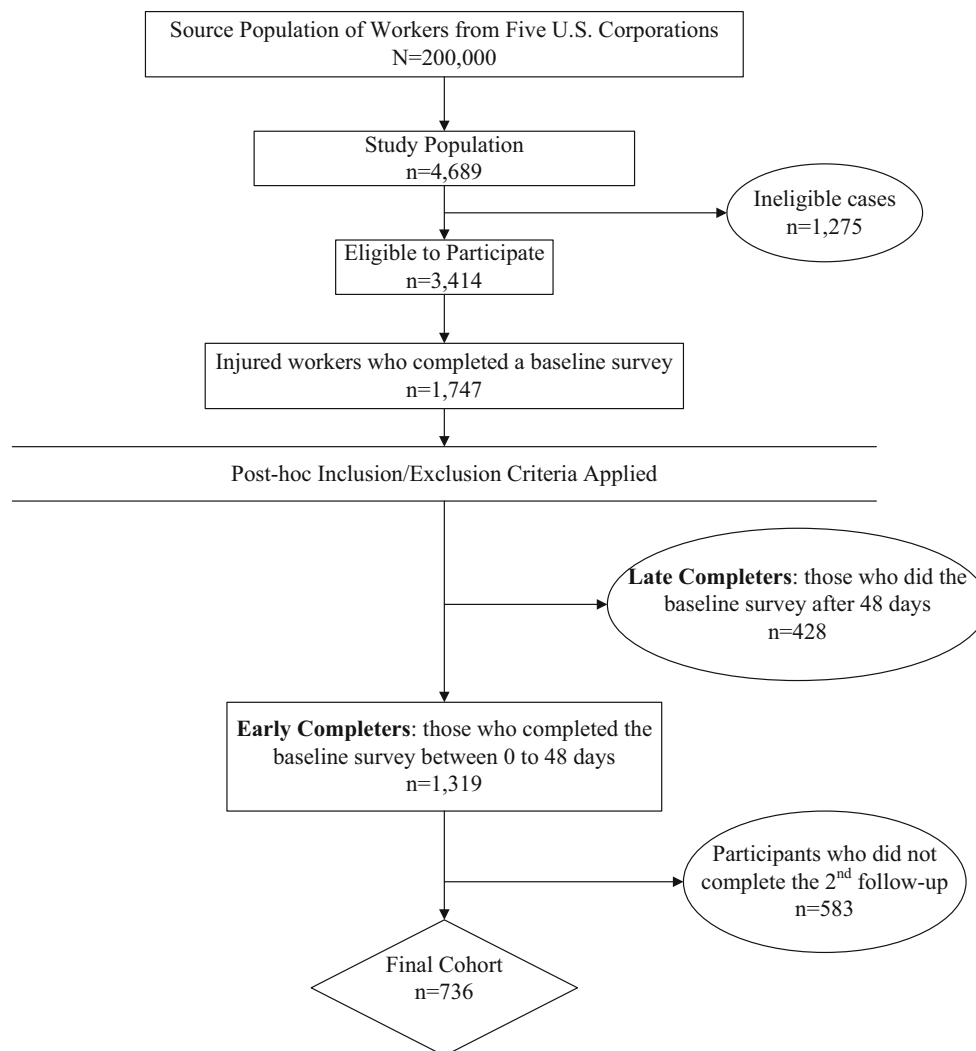 Source Population of Workers from Five U.S. Corporations
N=200,000
Study Population
n=4,689
Ineligible cases
n=1,275
Eligible to Participate
n=3,414
Injured workers who completed a baseline survey
n=1,747
Post-hoc Inclusion/Exclusion Criteria Applied
Late Completers: those who did the
baseline survey after 48 days
n=428
Early Completers: those who completed the
baseline survey between 0 to 48 days
n=1,319
Participants who did not
complete the 2nd follow-up
n=583
Final Cohort
n=736